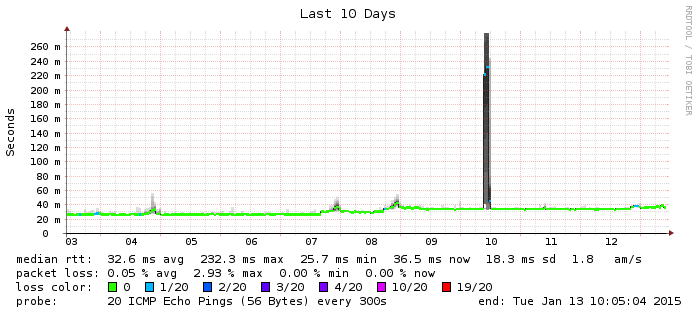 Last 10 Days
RRDTOOL / TOBI OETIKER
Seconds
260 m
240 m
220 m
200 m
180 m
160 m
140 m
120 m
100 m
80 m
60 m
40 m
20 m
0
03 04 05 06 07 08 09 10 11 12
median rtt: 32.6 ms avg 232.3 ms max 25.7 ms min 36.5 ms now 18.3 ms sd 1.8 am/s
packet loss: 0.05 % avg 2.93 % max 0.00 % min 0.00 % now
loss color: 0 1/20 2/20 3/20 4/20 10/20 19/20
probe: 20 ICMP Echo Pings (56 Bytes) every 300s end: Tue Jan 13 10:05:04 2015